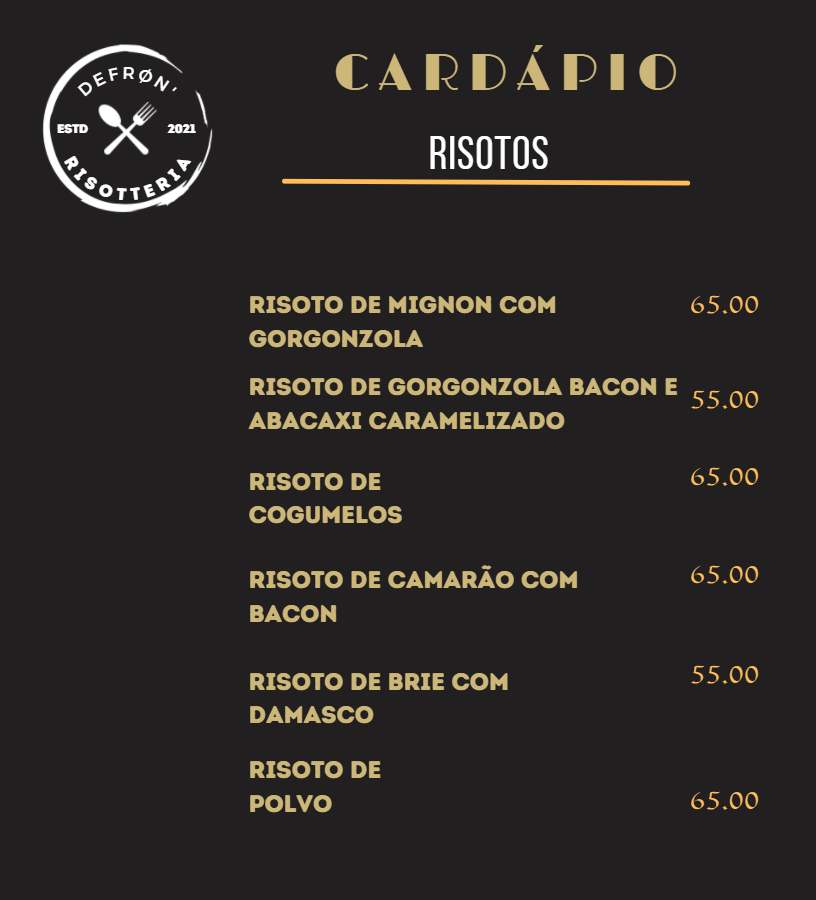 DEFRØN'
ESTD 2021
RISOTTERIA
CARDÁPIO
RISOTOS
RISOTO DE MIGNON COM 65.00
GORGONZOLA
RISOTO DE GORGONZOLA BACON E 55.00
ABACAXI CARAMELIZADO
RISOTO DE 65.00
COGUMELOS
RISOTO DE CAMARÃO COM 65.00
BACON
RISOTO DE BRIE COM 55.00
DAMASCO
RISOTO DE
POLVO 65.00